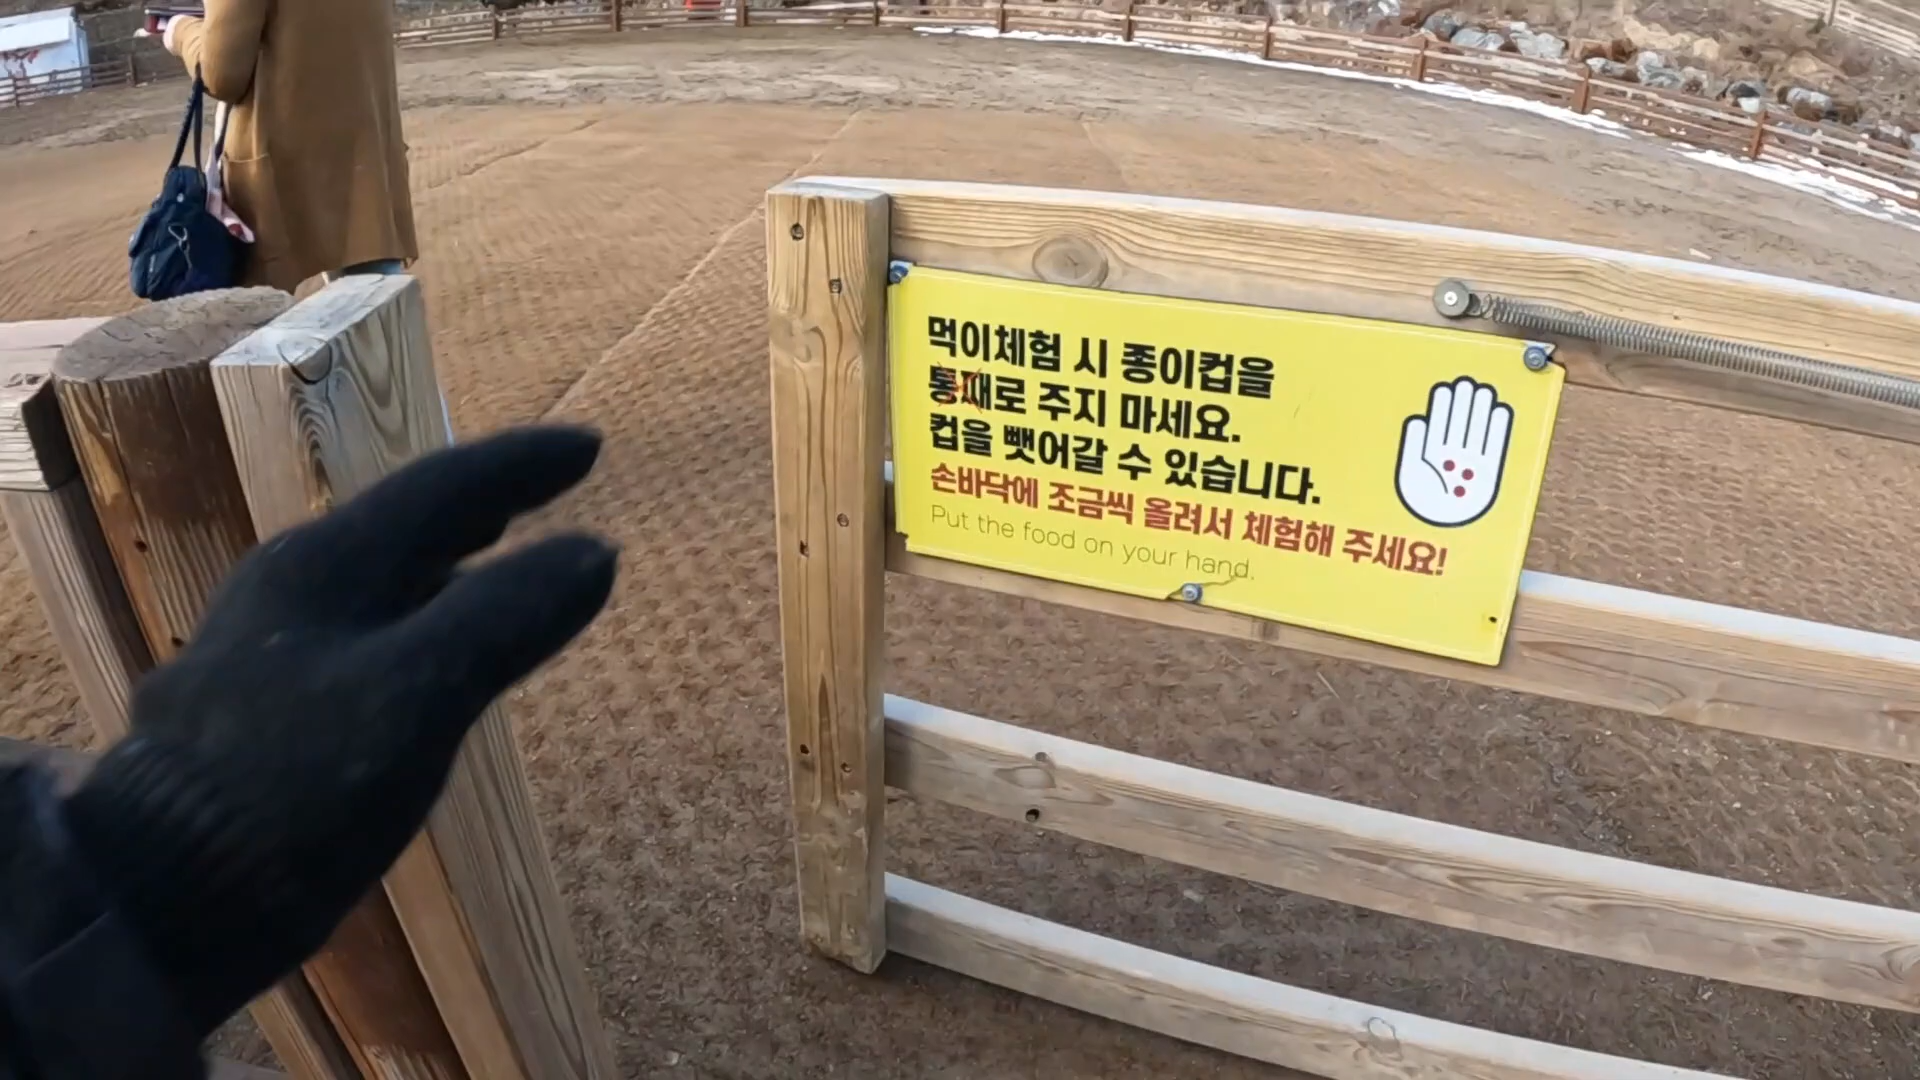 먹이체험 시 종이컵을
통째로 주지 마세요.
컵을 뺏어갈 수 있습니다.
손바닥에 조금씩 올려서 체험해 주세요!
Put the food on your hand.